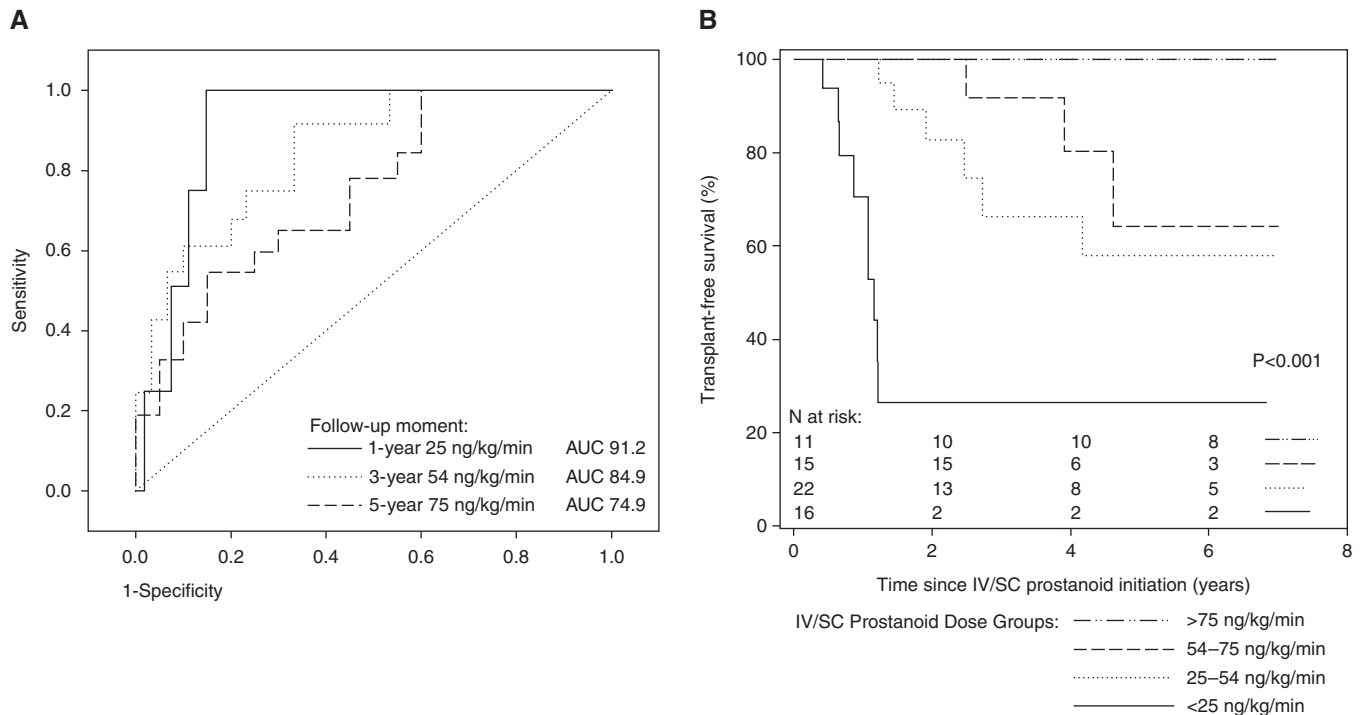 A
Sensitivity
1.0
0.8
0.6
0.4
0.2
0.0
0.0 0.2 0.4 0.6 0.8 1.0
1-Specificity
Follow-up moment:
1-year 25 ng/kg/min AUC 91.2
3-year 54 ng/kg/min AUC 84.9
5-year 75 ng/kg/min AUC 74.9
B
Transplant-free survival (%)
100
80
60
40
20
0
P<0.001
N at risk:
11 10 10 8
15 15 6 3
22 13 8 5
16 2 2 2
0 2 4 6 8
Time since IV/SC prostanoid initiation (years)
IV/SC Prostanoid Dose Groups:
>75 ng/kg/min
54–75 ng/kg/min
25–54 ng/kg/min
<25 ng/kg/min